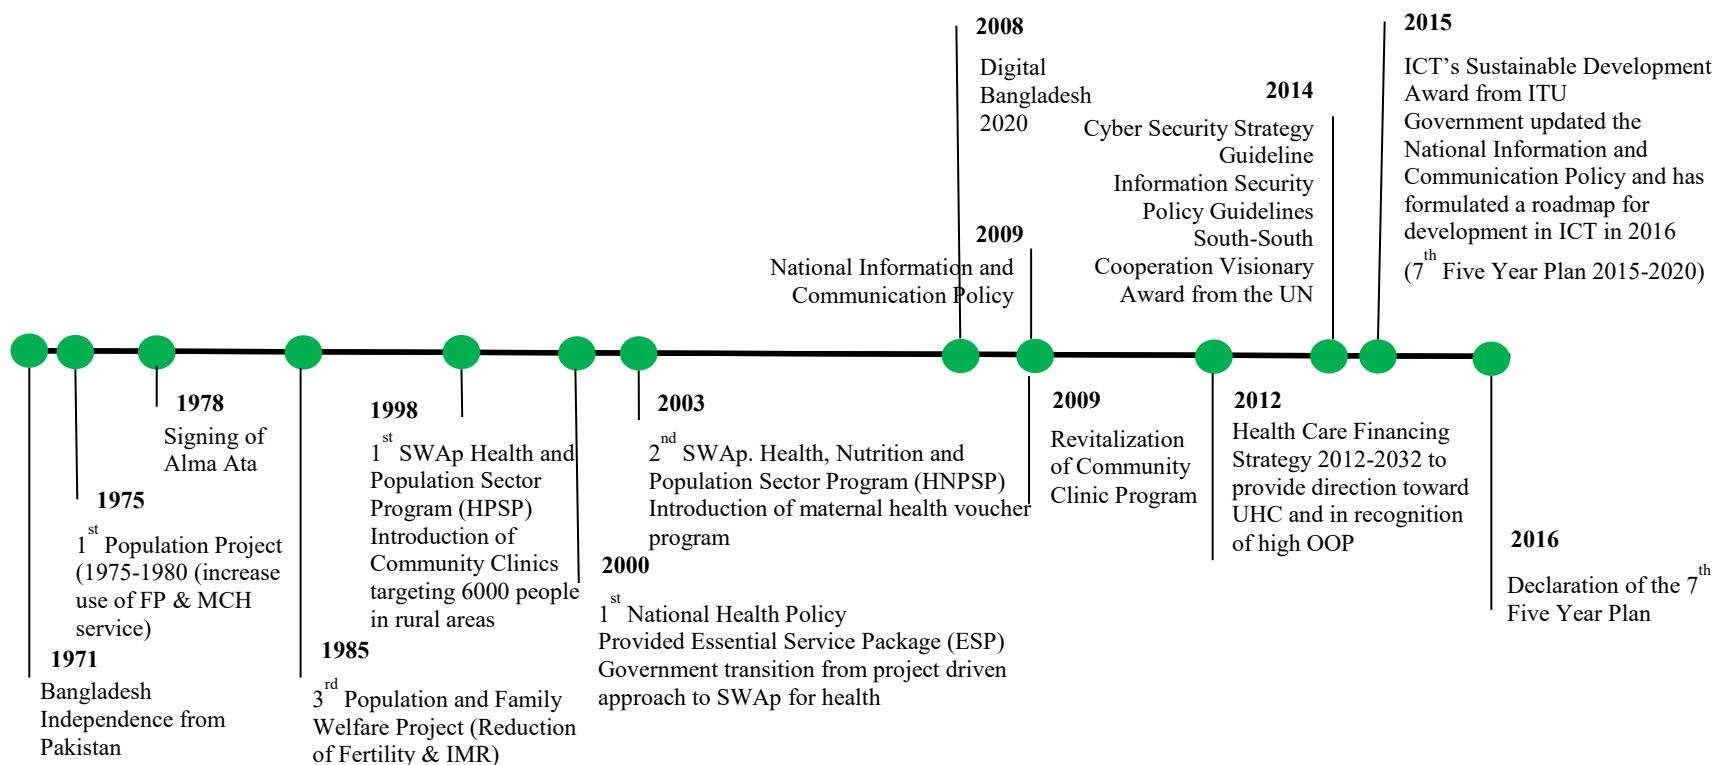 2008
Digital
Bangladesh
2020
2014
Cyber Security Strategy
Guideline
Information Security
Policy Guidelines
South-South
Cooperation Visionary
Award from the UN
2015
ICT’s Sustainable Development
Award from ITU
Government updated the
National Information and
Communication Policy and has
formulated a roadmap for
development in ICT in 2016
(7th Five Year Plan 2015-2020)
2009
National Information and
Communication Policy
1971
Bangladesh
Independence from
Pakistan
1975
1st Population Project
(1975-1980 (increase
use of FP & MCH
service)
1978
Signing of
Alma Ata
1985
3rd Population and Family
Welfare Project (Reduction
of Fertility & IMR)
1998
1st SWAp Health and
Population Sector
Program (HPSP)
Introduction of
Community Clinics
targeting 6000 people
in rural areas
2000
1st National Health Policy
Provided Essential Service Package (ESP)
Government transition from project driven
approach to SWAp for health
2003
2nd SWAp. Health, Nutrition and
Population Sector Program (HNPSP)
Introduction of maternal health voucher
program
2009
Revitalization
of Community
Clinic Program
2012
Health Care Financing
Strategy 2012-2032 to
provide direction toward
UHC and in recognition
of high OOP
2016
Declaration of the 7th
Five Year Plan